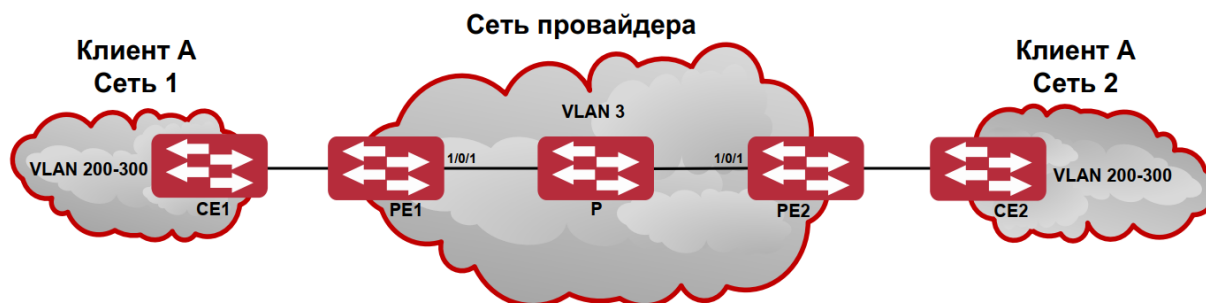 Сеть провайдера
Клиент А
Сеть 1
Клиент А
Сеть 2
VLAN 3
VLAN 200-300
1/0/1
1/0/1
VLAN 200-300
CE1
PE1
P
PE2
CE2